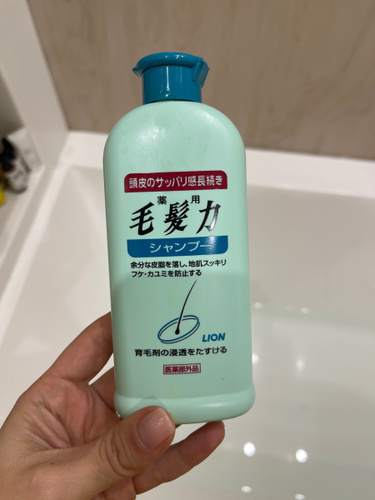 頭皮のサッパリ感長続き
薬用
毛髪力
シャンプー
余分な皮脂を落し、地肌スッキリ
フケ・カユミを防止する
LION
育毛剤の浸透をたすける
医薬部外品